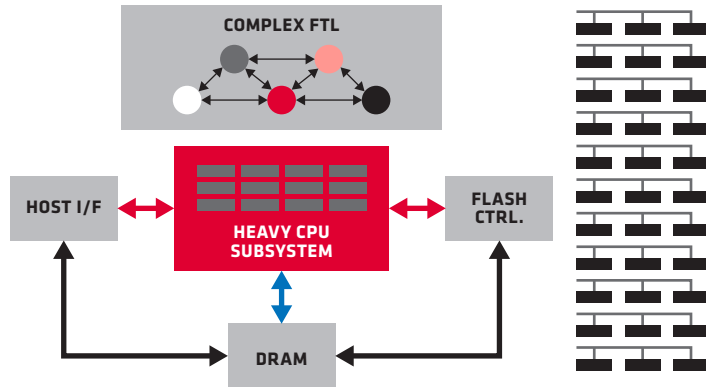 COMPLEX FTL
HOST I/F
HEAVY CPU
SUBSYSTEM
FLASH
CTRL.
DRAM